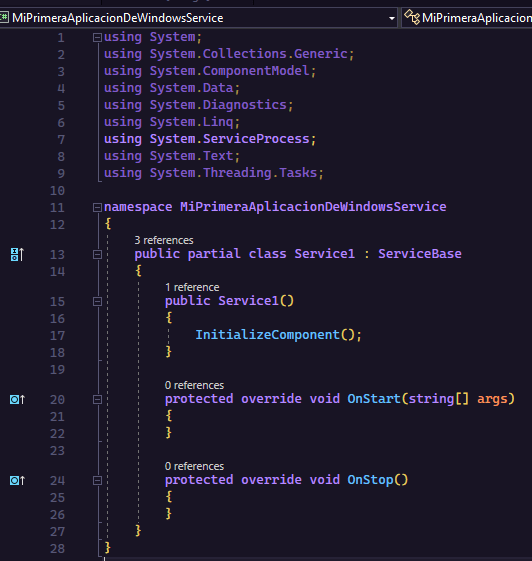 MiPrimeraAplicacionDeWindowsService MiPrimeraAplicacion
1 using System;
2 using System.Collections.Generic;
3 using System.ComponentModel;
4 using System.Data;
5 using System.Diagnostics;
6 using System.Linq;
7 using System.ServiceProcess;
8 using System.Text;
9 using System.Threading.Tasks;
10
11 namespace MiPrimeraAplicacionDeWindowsService
12 {
3 references
13 public partial class Service1 : ServiceBase
14 {
1 reference
15 public Service1()
16 {
17 InitializeComponent();
18 }
19
0 references
20 protected override void OnStart(string[] args)
21 {
22 }
23
0 references
24 protected override void OnStop()
25 {
26 }
27 }
28 }